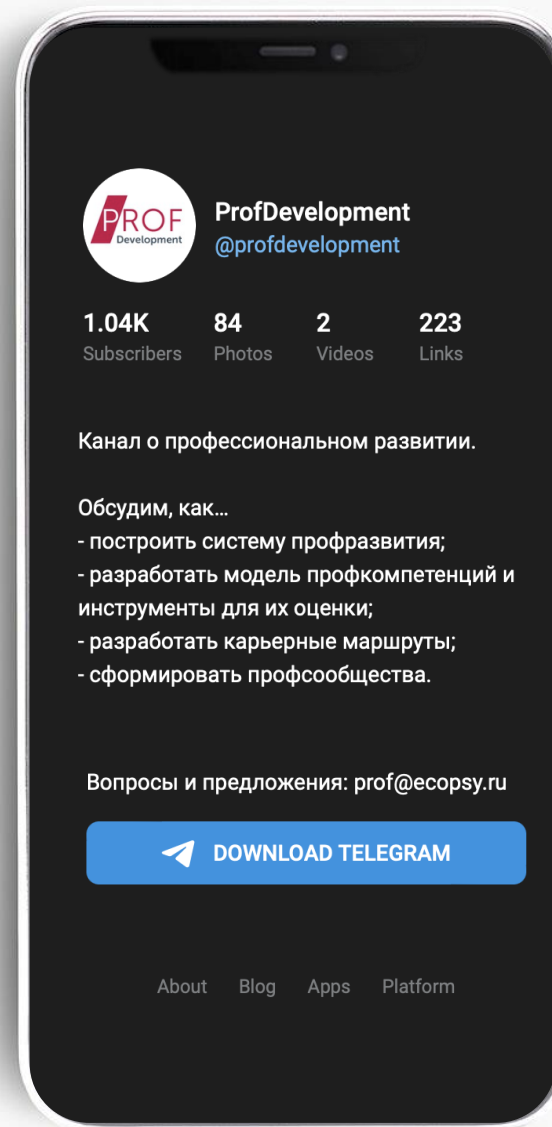 PROF
Development
ProfDevelopment
@profdevelopment
1.04K 84 2 223
Subscribers Photos Videos Links
Канал о профессиональном развитии.
Обсудим, как…
- построить систему профразвития;
- разработать модель профкомпетенций и
инструменты для их оценки;
- разработать карьерные маршруты;
- сформировать профсообщества.
Вопросы и предложения: prof@ecopsy.ru
DOWNLOAD TELEGRAM
About Blog Apps Platform